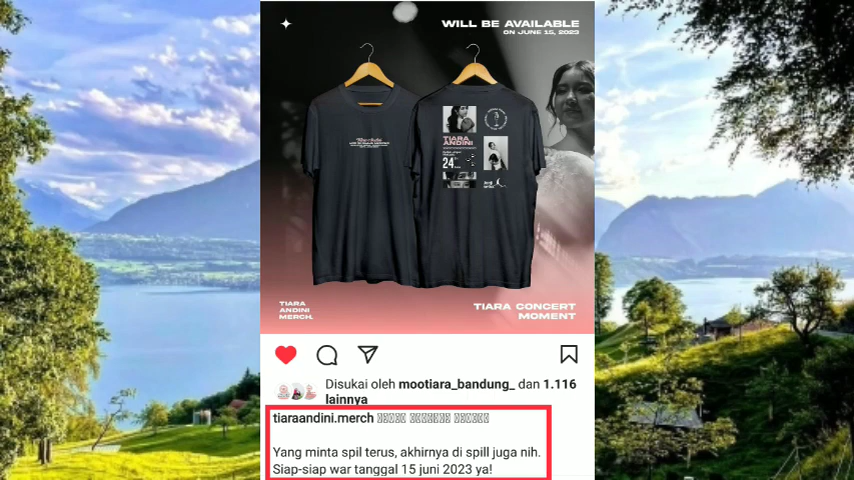 WILL BE AVAILABLE
ON JUNE 15, 2023
TIARA
ANDINI
24
TIARA
ANDINI
MERCH.
TIARA CONCERT
MOMENT
Disukai oleh mootiara_bandung_ dan 1.116
lainnya
tiaraandini.merch
Yang minta spil terus, akhirnya di spill juga nih.
Siap-siap war tanggal 15 juni 2023 ya!